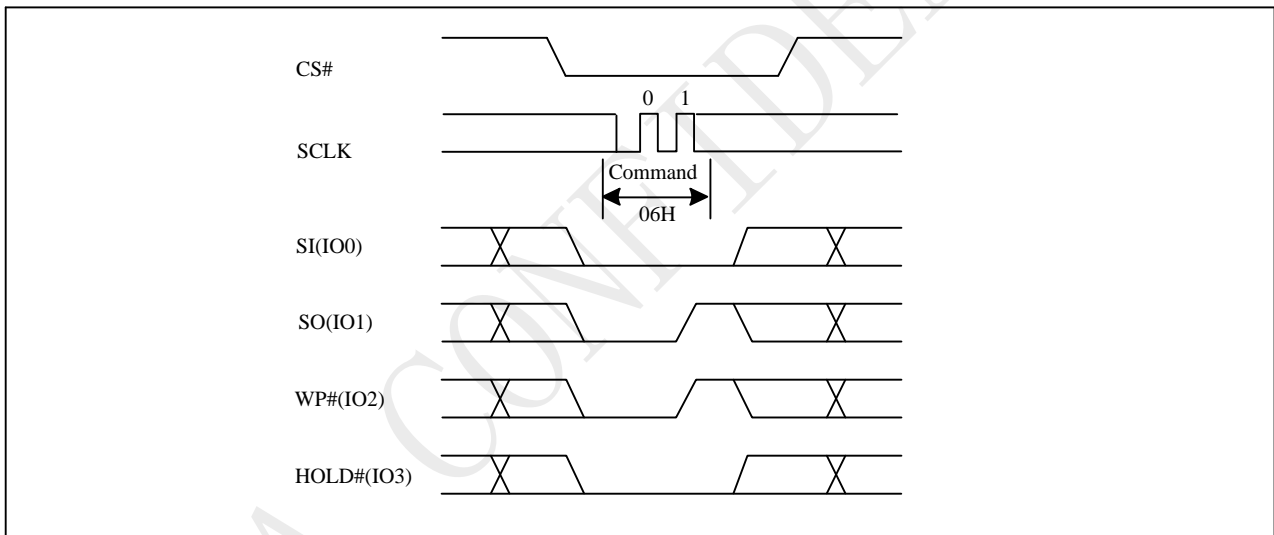 CS#
0 1
SCLK
Command
06H
SI(IO0)
SO(IO1)
WP#(IO2)
HOLD#(IO3)